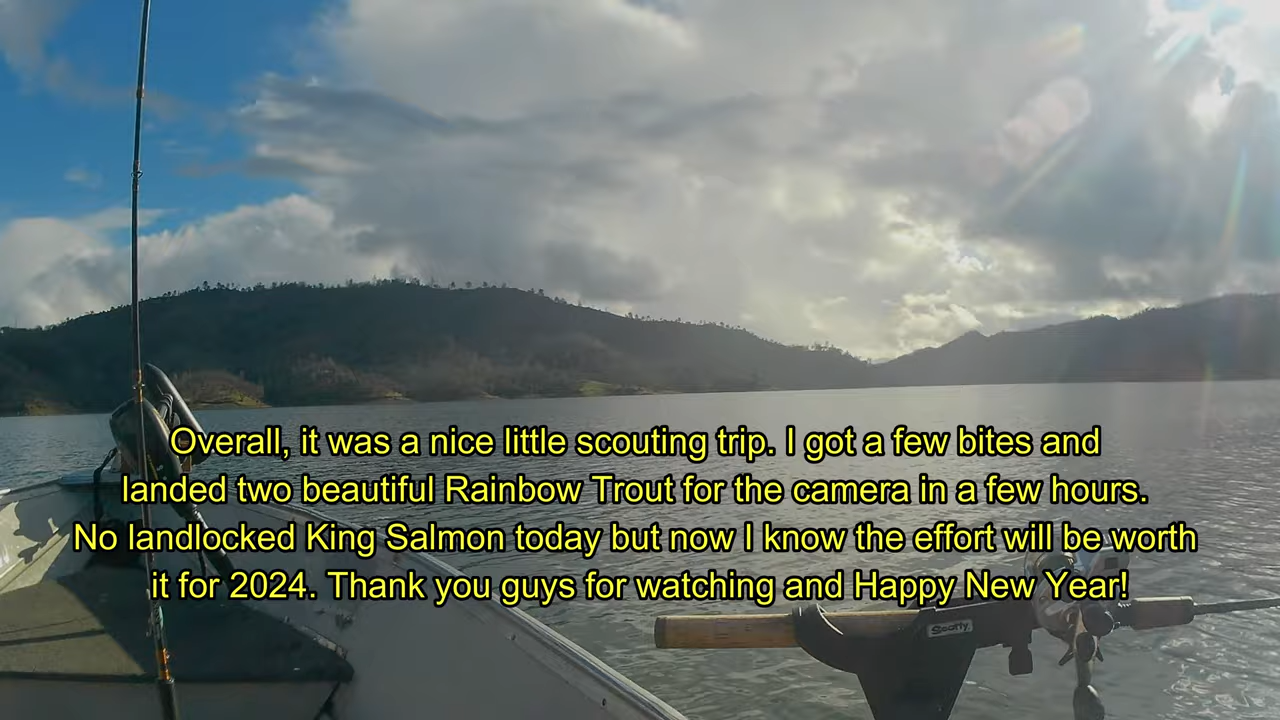 Overall, it was a nice little scouting trip. I got a few bites and
landed two beautiful Rainbow Trout for the camera in a few hours.
No landlocked King Salmon today but now I know the effort will be worth
it for 2024. Thank you guys for watching and Happy New Year!
Scotty